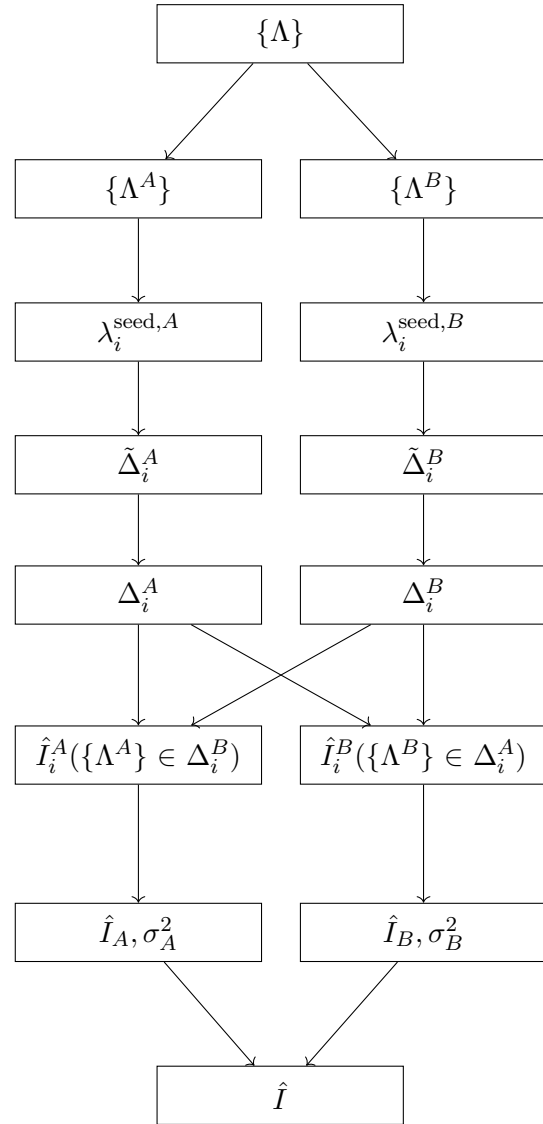 {Λ}
{Λ^A} {Λ^B}
λ_i^{seed,A} λ_i^{seed,B}
Δ̃_i^A Δ̃_i^B
Δ_i^A Δ_i^B
Î_i^A({Λ^A} ∈ Δ_i^B) Î_i^B({Λ^B} ∈ Δ_i^A)
Î_A, σ_A^2 Î_B, σ_B^2
Î